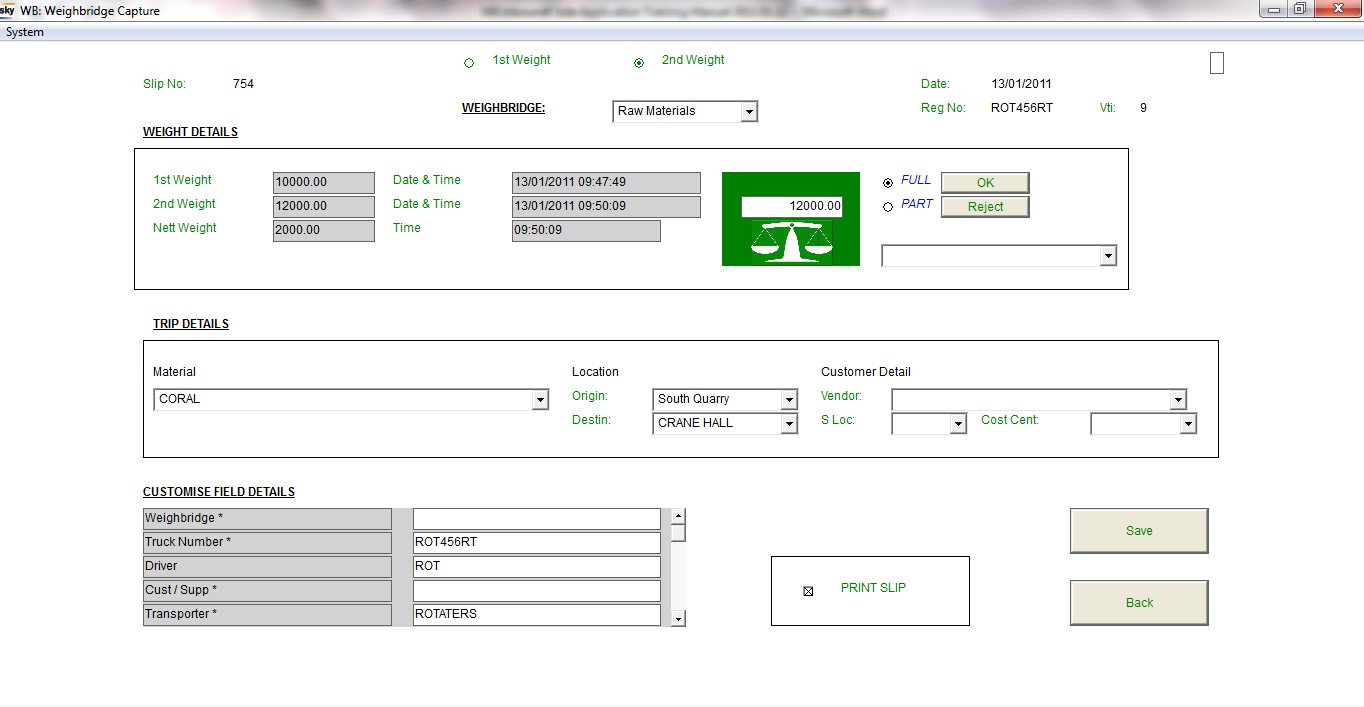 sky WB: Weighbridge Capture
System
1st Weight 2nd Weight
Slip No: 754 Date: 13/01/2011
WEIGHBRIDGE: Raw Materials Reg No: ROT456RT Vti: 9
WEIGHT DETAILS
1st Weight 10000.00 Date & Time 13/01/2011 09:47:49 FULL OK
2nd Weight 12000.00 Date & Time 13/01/2011 09:50:09 12000.00 PART Reject
Nett Weight 2000.00 Time 09:50:09
TRIP DETAILS
Material Location Customer Detail
CORAL Origin: South Quarry Vendor:
Destin: CRANE HALL S Loc: Cost Cent:
CUSTOMISE FIELD DETAILS
Weighbridge *
Truck Number * ROT456RT Save
Driver ROT
Cust / Supp * PRINT SLIP
Transporter * ROTATERS Back